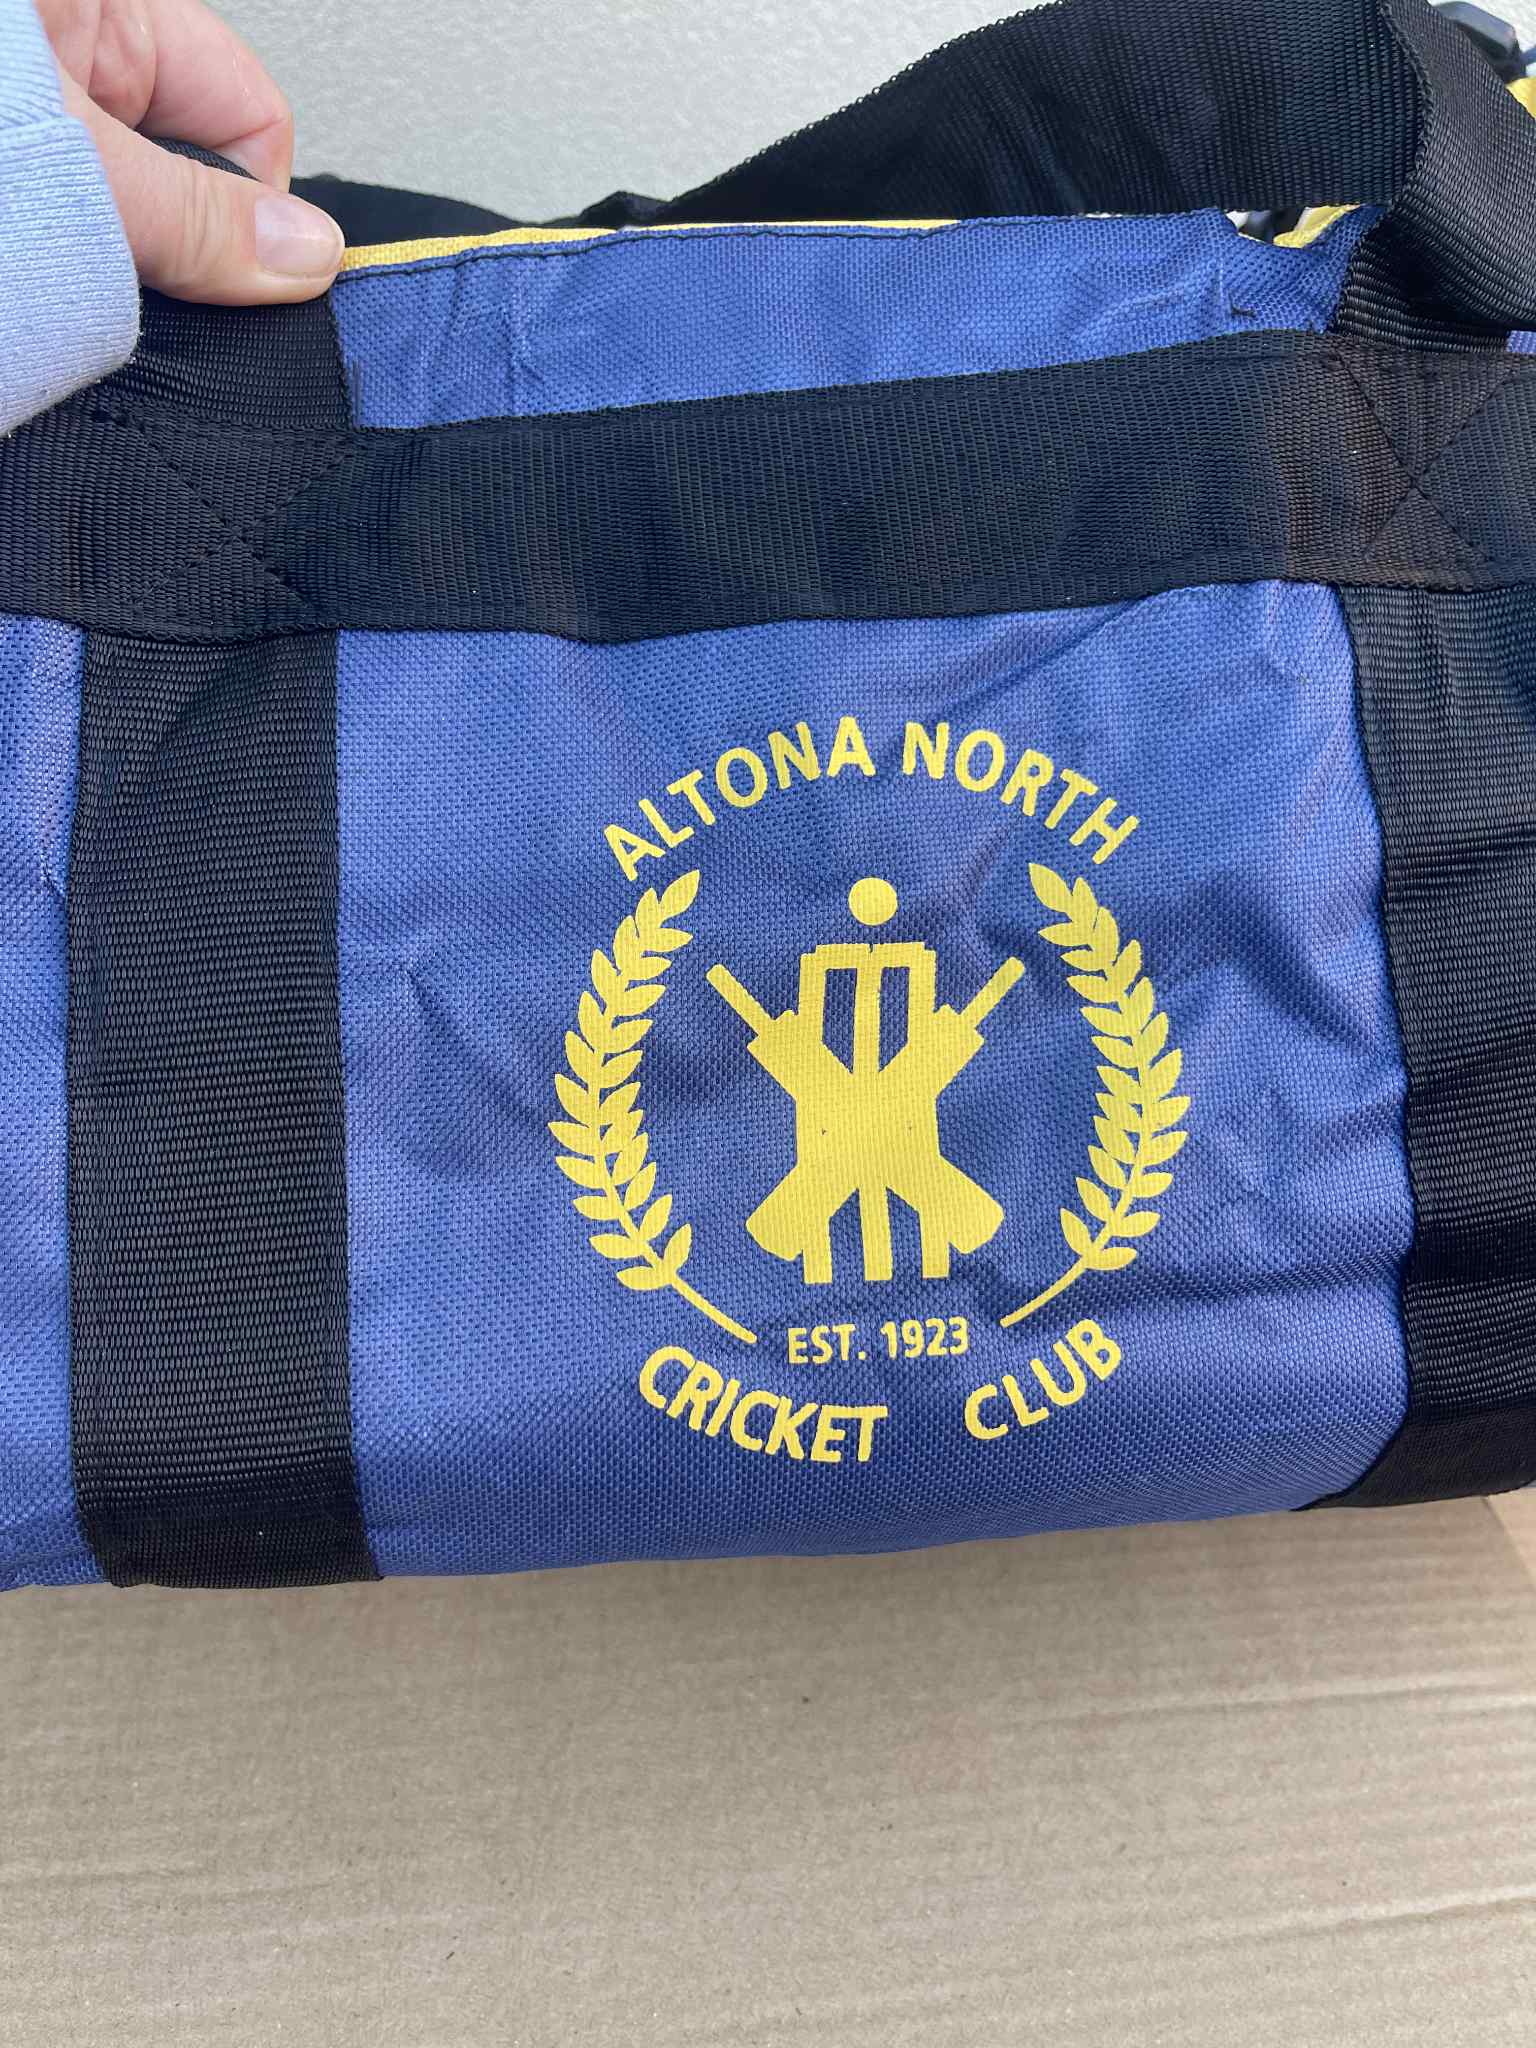 ALTONA NORTH
EST. 1923
CRICKET CLUB